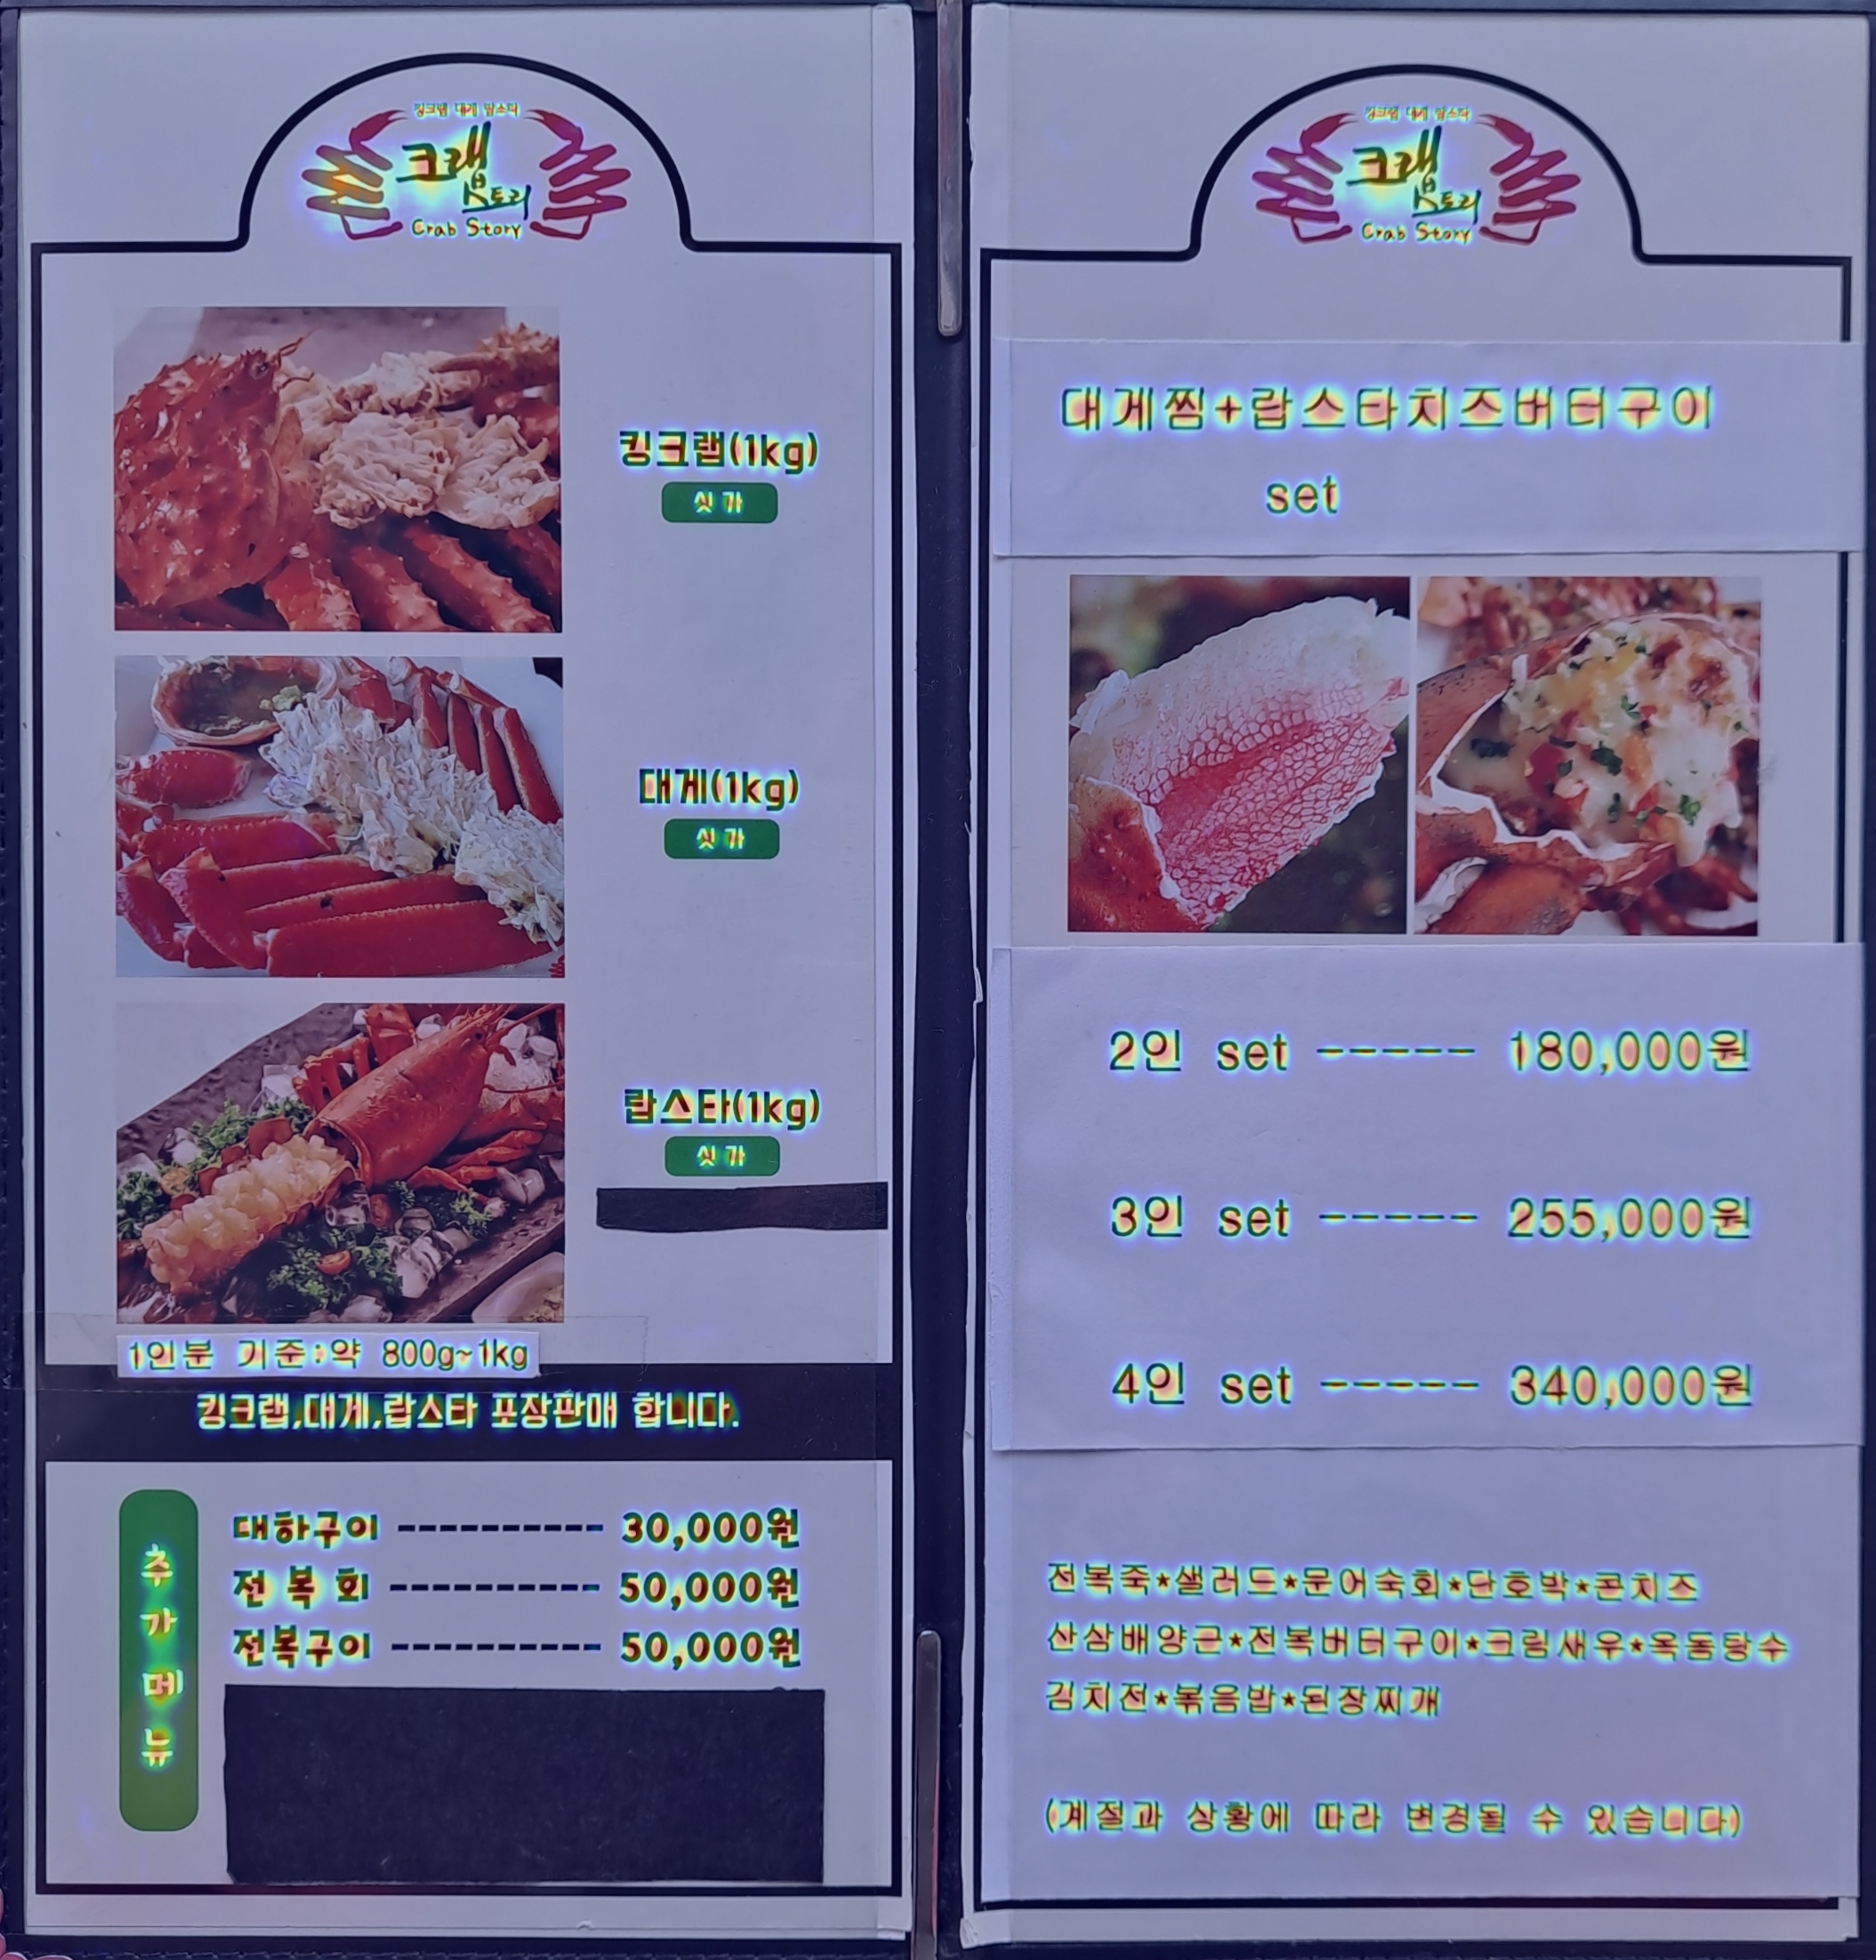 킹크랩 대게 랍스타
크랩
스토리
Crab Story
킹크랩(1kg)
싯가
대게(1kg)
싯가
랍스타(1kg)
싯가
1인분 기준:약 800g~1kg
킹크랩,대게,랍스타 포장판매 합니다.
추가메뉴
대하구이 ---------- 30,000원
전 복 회 ---------- 50,000원
전복구이 ---------- 50,000원
킹크랩 대게 랍스타
크랩
스토리
Crab Story
대게찜+랍스타치즈버터구이
set
2인 set ----- 180,000원
3인 set ----- 255,000원
4인 set ----- 340,000원
전복죽★샐러드★문어숙회★단호박★콘치즈
산삼배양근★전복버터구이★크림새우★옥돔탕수
김치전★볶음밥★된장찌개
(계절과 상황에 따라 변경될 수 있습니다)